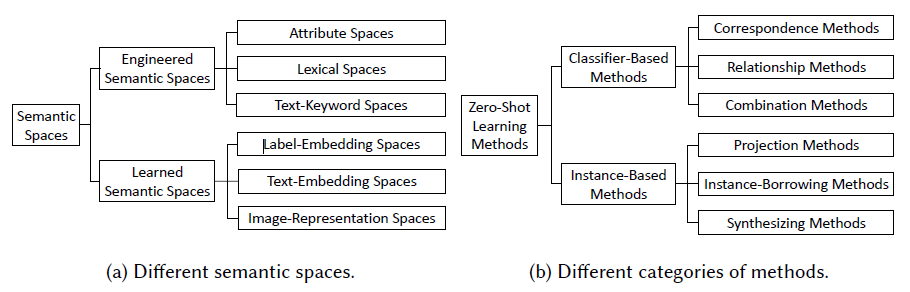 Semantic
Spaces
Engineered
Semantic Spaces
Attribute Spaces
Lexical Spaces
Text-Keyword Spaces
Learned
Semantic Spaces
Label-Embedding Spaces
Text-Embedding Spaces
Image-Representation Spaces
(a) Different semantic spaces.
Zero-Shot
Learning
Methods
Classifier-Based
Methods
Correspondence Methods
Relationship Methods
Combination Methods
Instance-Based
Methods
Projection Methods
Instance-Borrowing Methods
Synthesizing Methods
(b) Different categories of methods.